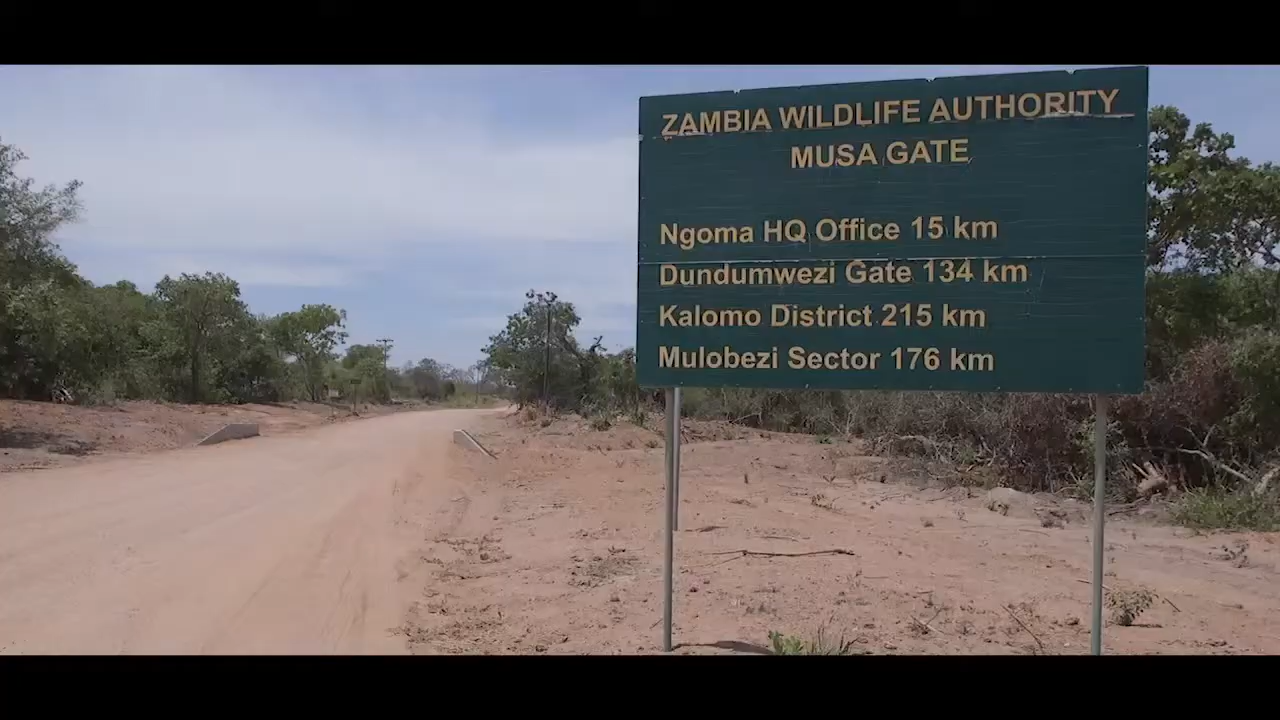 ZAMBIA WILDLIFE AUTHORITY
MUSA GATE
Ngoma HQ Office 15 km
Dundumwezi Gate 134 km
Kalomo District 215 km
Mulobezi Sector 176 km